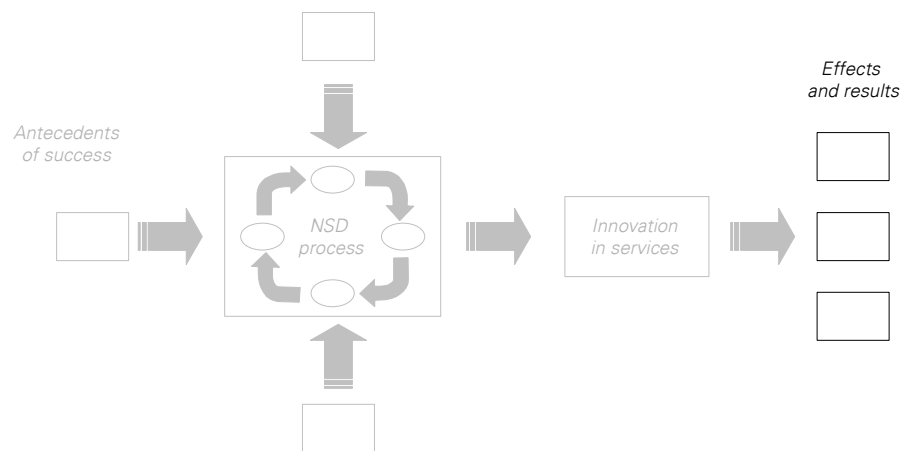 Effects
and results
Antecedents
of success
NSD
process
Innovation
in services